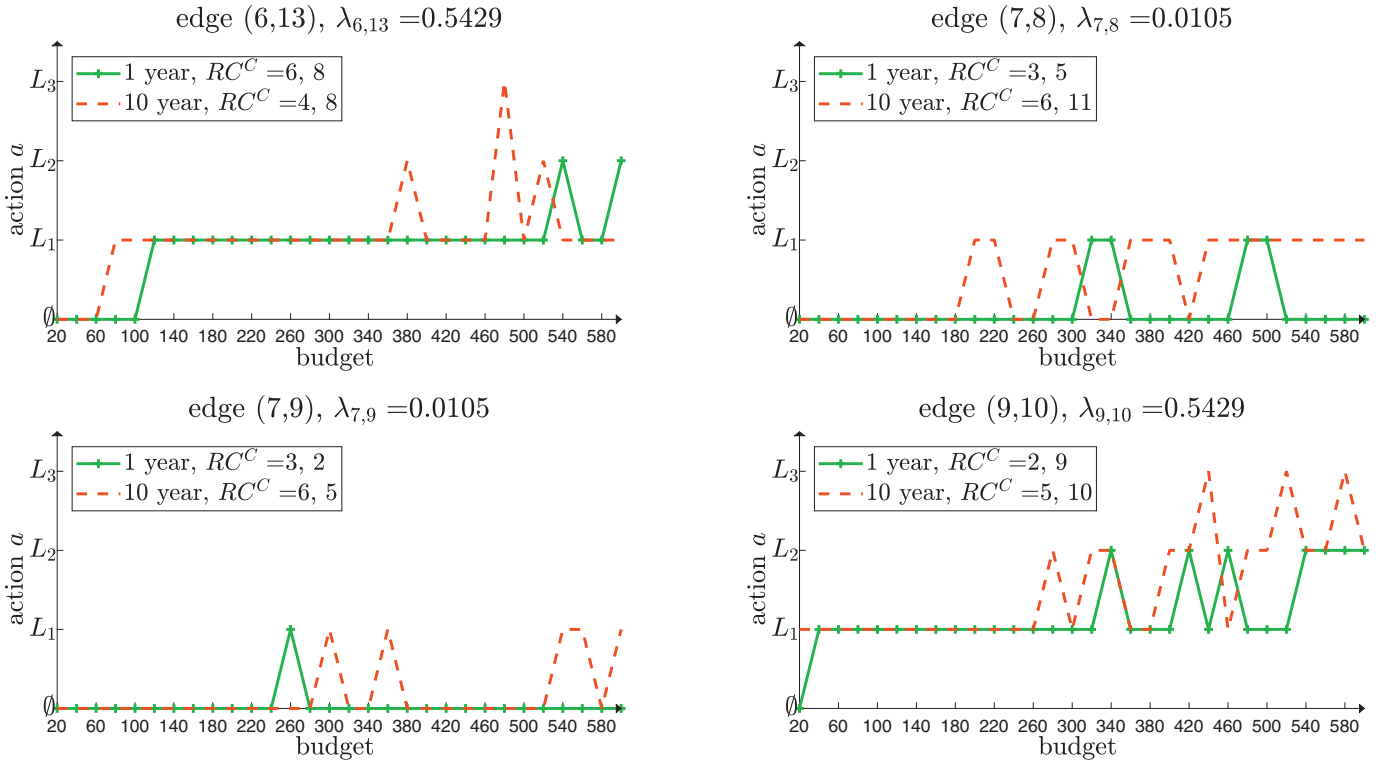 edge (6,13), λ6,13 =0.5429
L3
L2
L1
∅
action a
1 year, RC^C =6, 8
10 year, RC^C =4, 8
20 60 100 140 180 220 260 300 340 380 420 460 500 540 580
budget
edge (7,8), λ7,8 =0.0105
L3
L2
L1
∅
action a
1 year, RC^C =3, 5
10 year, RC^C =6, 11
20 60 100 140 180 220 260 300 340 380 420 460 500 540 580
budget
edge (7,9), λ7,9 =0.0105
L3
L2
L1
∅
action a
1 year, RC^C =3, 2
10 year, RC^C =6, 5
20 60 100 140 180 220 260 300 340 380 420 460 500 540 580
budget
edge (9,10), λ9,10 =0.5429
L3
L2
L1
∅
action a
1 year, RC^C =2, 9
10 year, RC^C =5, 10
20 60 100 140 180 220 260 300 340 380 420 460 500 540 580
budget